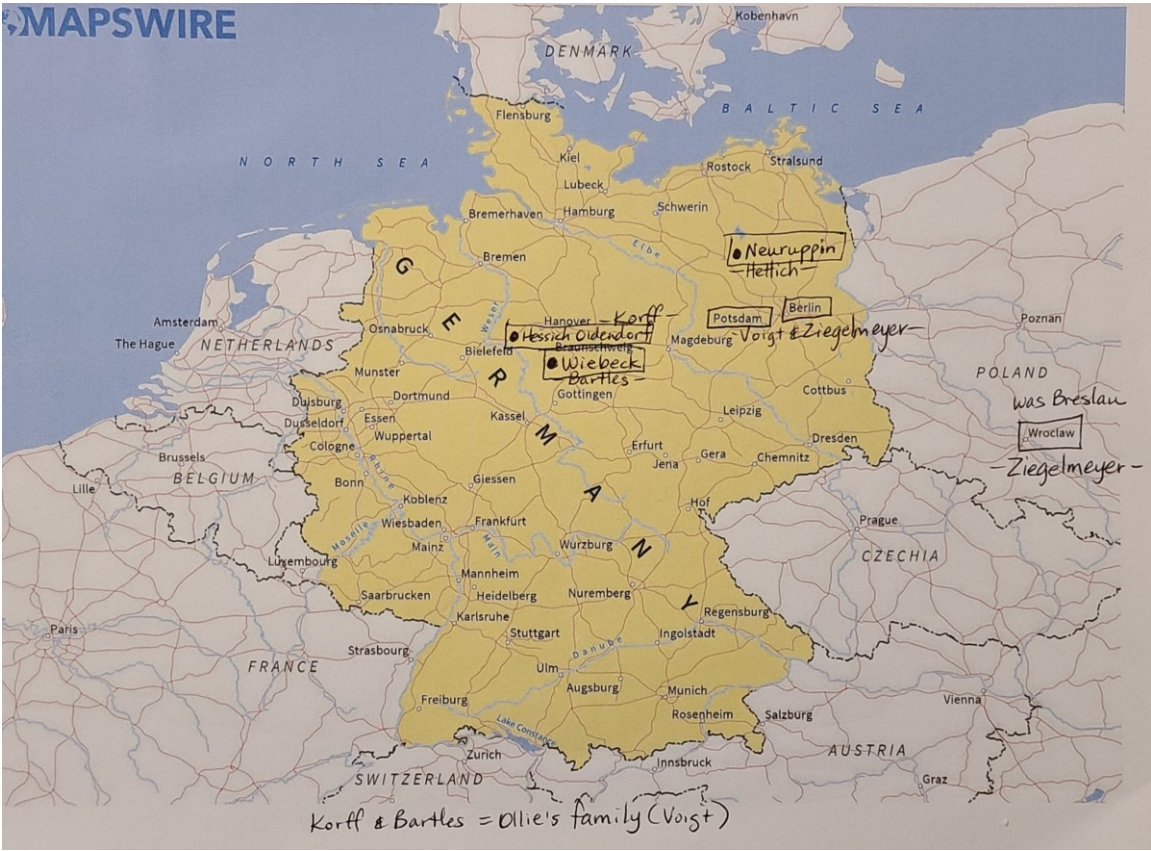 MAPSWIRE
Kobenhavn
DENMARK
BALTIC SEA
Flensburg
NORTH SEA
Kiel
Stralsund
Rostock
Lubeck
Schwerin
Bremerhaven
Hamburg
Elbe
Neuruppin
-Hettich-
Bremen
GERMANY
Weser
Amsterdam
Hanover
-Korff-
Potsdam
Berlin
Poznan
Osnabruck
Hessich Oldendorf
-Voigt & Ziegelmeyer-
The Hague
NETHERLANDS
Braunschweig
Magdeburg
Bielefeld
Wiebeck
Munster
Bartles-
POLAND
Cottbus
Gottingen
Dortmund
was Breslau
Duisburg
Essen
Kassel
Leipzig
Dusseldorf
Wuppertal
Wroclaw
Cologne
Erfurt
Dresden
Brussels
Jena
Gera
Chemnitz
-Ziegelmeyer-
BELGIUM
Rhine
Lille
Bonn
Giessen
Koblenz
Hof
Wiesbaden
Frankfurt
Prague
Moselle
Mainz
Main
Wurzburg
CZECHIA
Luxembourg
Mannheim
Saarbrucken
Heidelberg
Nuremberg
Karlsruhe
Regensburg
Paris
Stuttgart
Ingolstadt
Strasbourg
Danube
FRANCE
Ulm
Augsburg
Munich
Freiburg
Vienna
Rosenheim
Salzburg
Lake Constance
Zurich
AUSTRIA
Innsbruck
SWITZERLAND
Graz
Korff & Bartles = Ollie's family (Voigt)